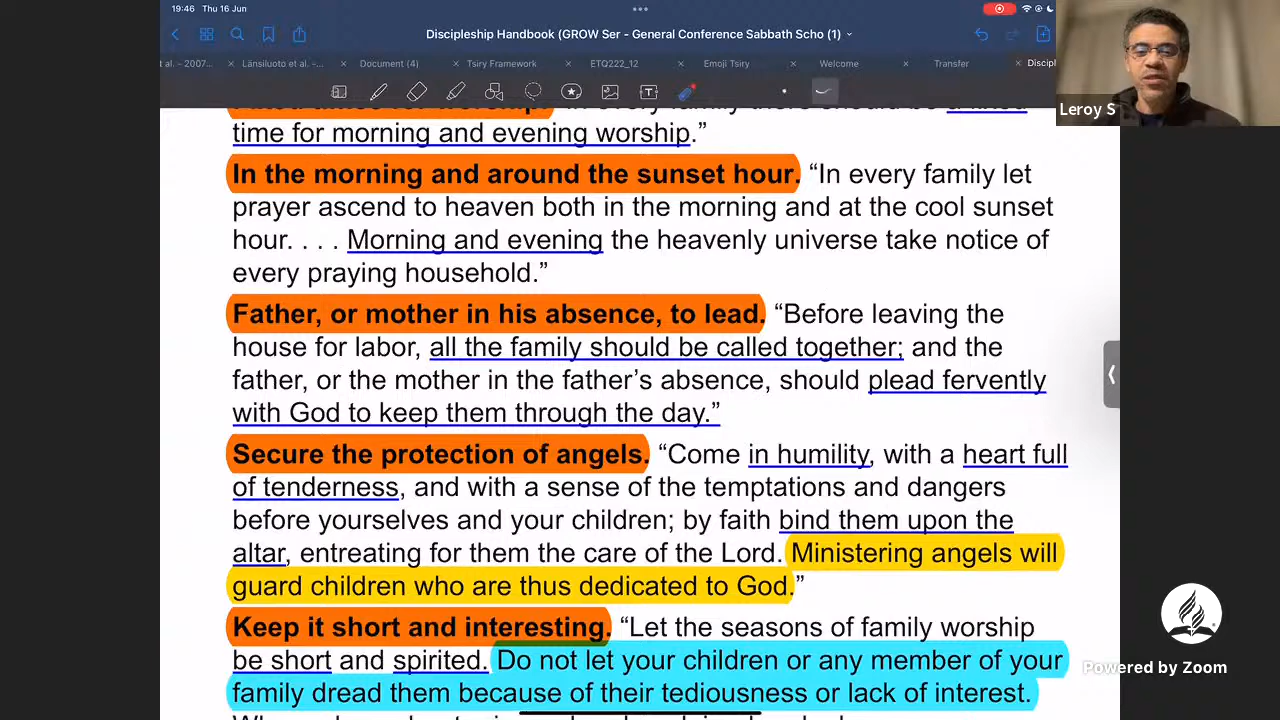 19:46 Thu 16 Jun
Discipleship Handbook (GROW Ser - General Conference Sabbath Scho (1)
t al. - 2007...
Länsiluoto et al. -...
Document (4)
Tsiry Framework
ETQ222_12
Emoji Tsiry
Welcome
Transfer
Discipl
Leroy S
time for morning and evening worship.”
In the morning and around the sunset hour. “In every family let
prayer ascend to heaven both in the morning and at the cool sunset
hour. . . . Morning and evening the heavenly universe take notice of
every praying household.”
Father, or mother in his absence, to lead. “Before leaving the
house for labor, all the family should be called together; and the
father, or the mother in the father’s absence, should plead fervently
with God to keep them through the day.”
Secure the protection of angels. “Come in humility, with a heart full
of tenderness, and with a sense of the temptations and dangers
before yourselves and your children; by faith bind them upon the
altar, entreating for them the care of the Lord. Ministering angels will
guard children who are thus dedicated to God.”
Keep it short and interesting. “Let the seasons of family worship
be short and spirited. Do not let your children or any member of your
family dread them because of their tediousness or lack of interest.
Powered by Zoom